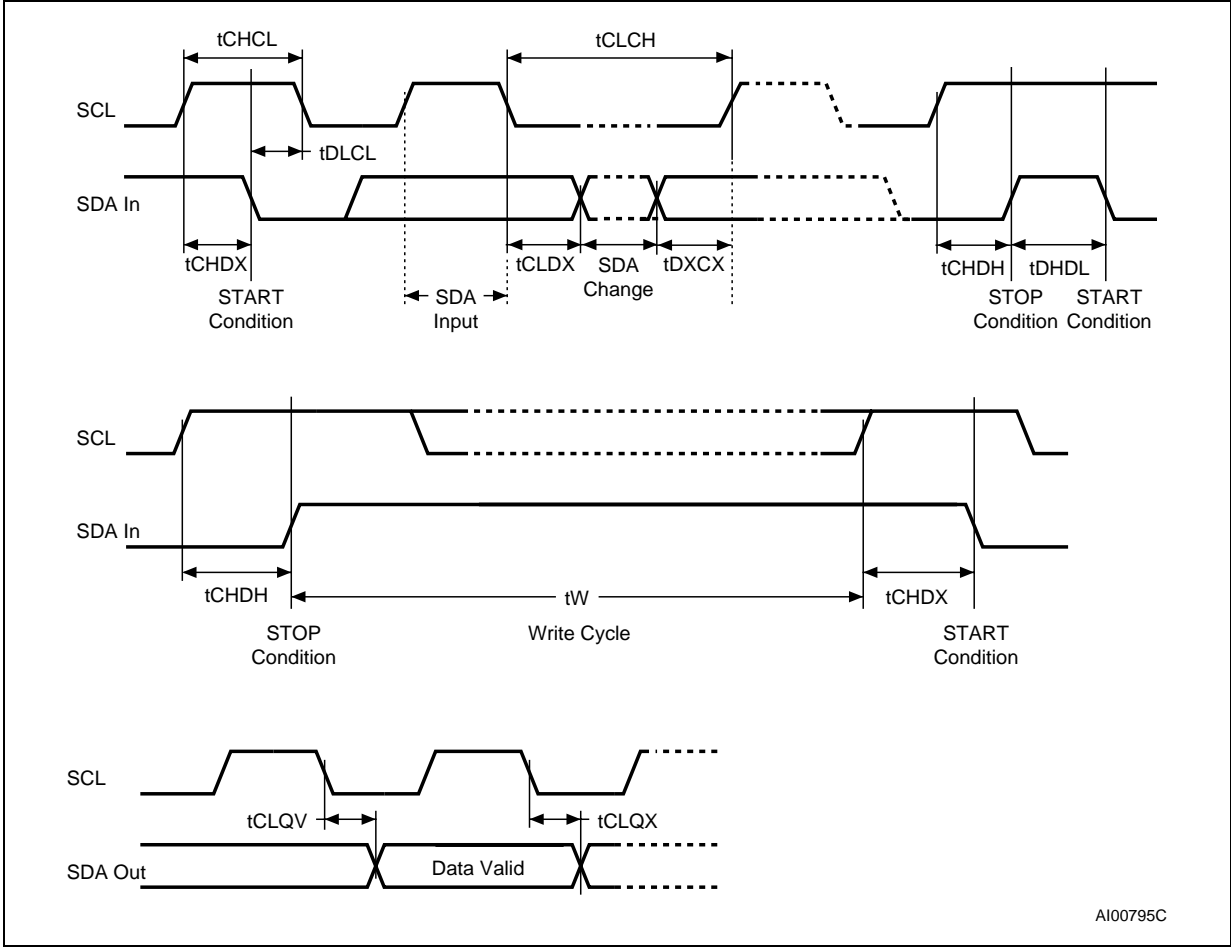 tCHCL
tCLCH
SCL
tDLCL
SDA In
tCHDX
tCLDX
SDA
Change
tDXCX
tCHDH
tDHDL
START
Condition
SDA
Input
STOP
Condition
START
Condition
SCL
SDA In
tCHDH
tW
tCHDX
STOP
Condition
Write Cycle
START
Condition
SCL
tCLQV
tCLQX
SDA Out
Data Valid
AI00795C